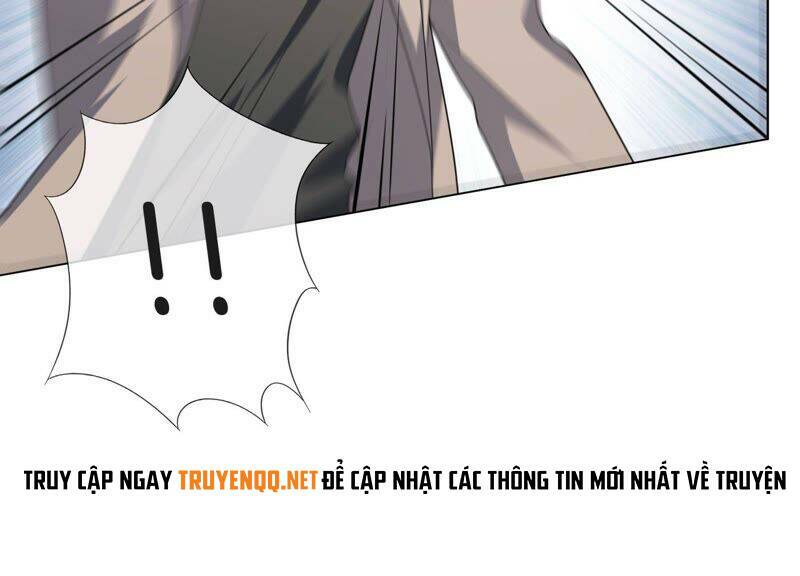 !!
TRUY CẬP NGAY TRUYENQQ.NET ĐỂ CẬP NHẬT CÁC THÔNG TIN MỚI NHẤT VỀ TRUYỆN